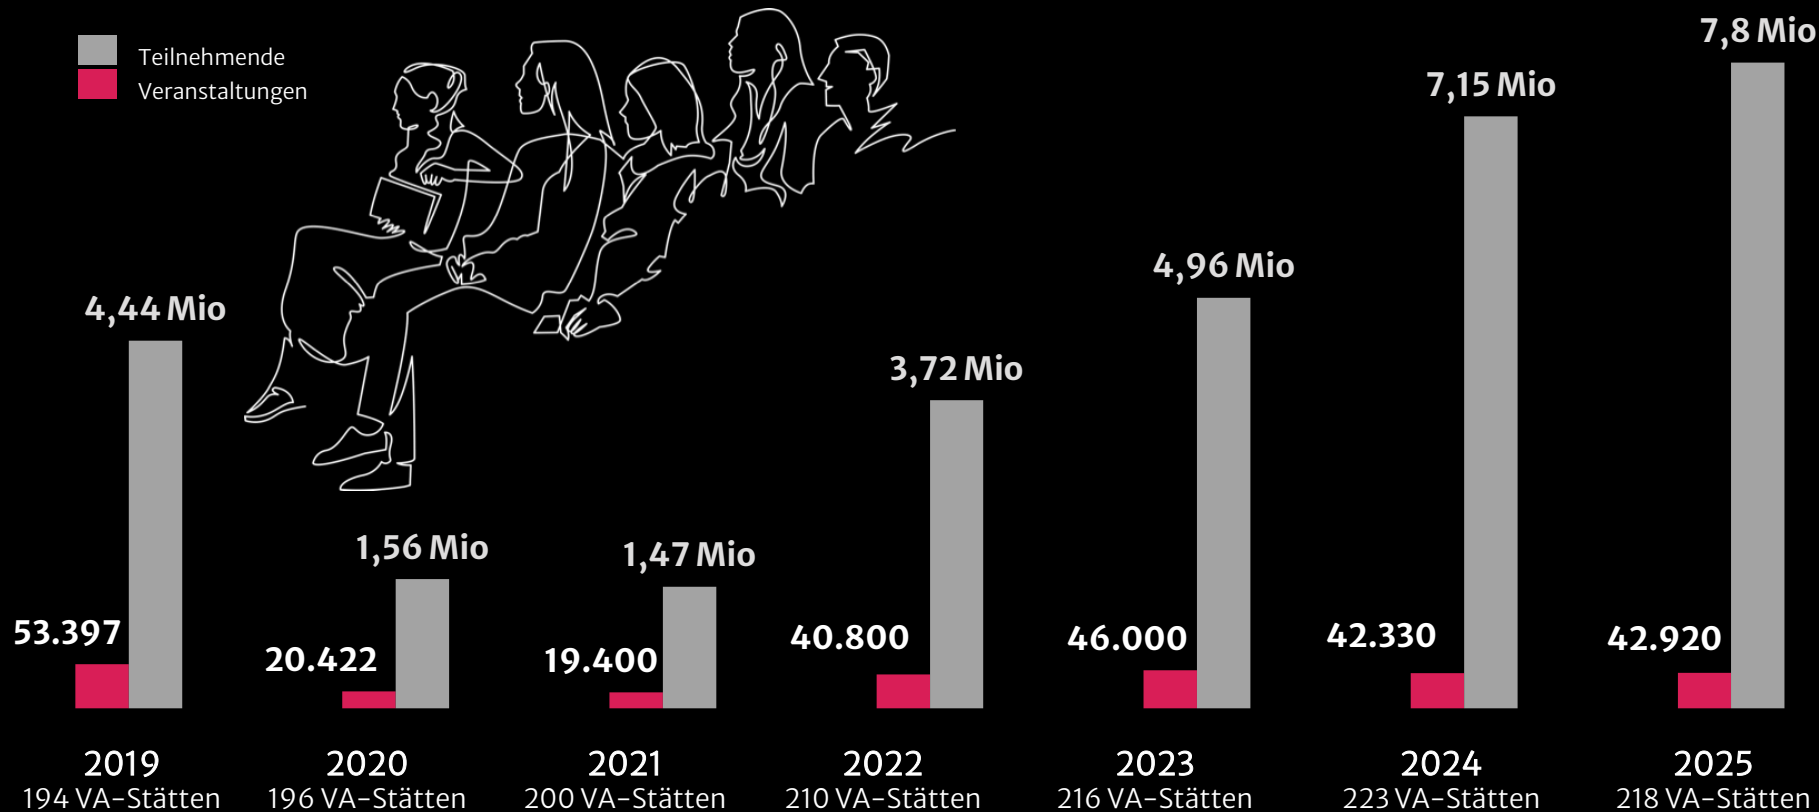 Teilnehmende
Veranstaltungen
4,44 Mio
53.397
2019
194 VA-Stätten
1,56 Mio
20.422
2020
196 VA-Stätten
1,47 Mio
19.400
2021
200 VA-Stätten
3,72 Mio
40.800
2022
210 VA-Stätten
4,96 Mio
46.000
2023
216 VA-Stätten
7,15 Mio
42.330
2024
223 VA-Stätten
7,8 Mio
42.920
2025
218 VA-Stätten